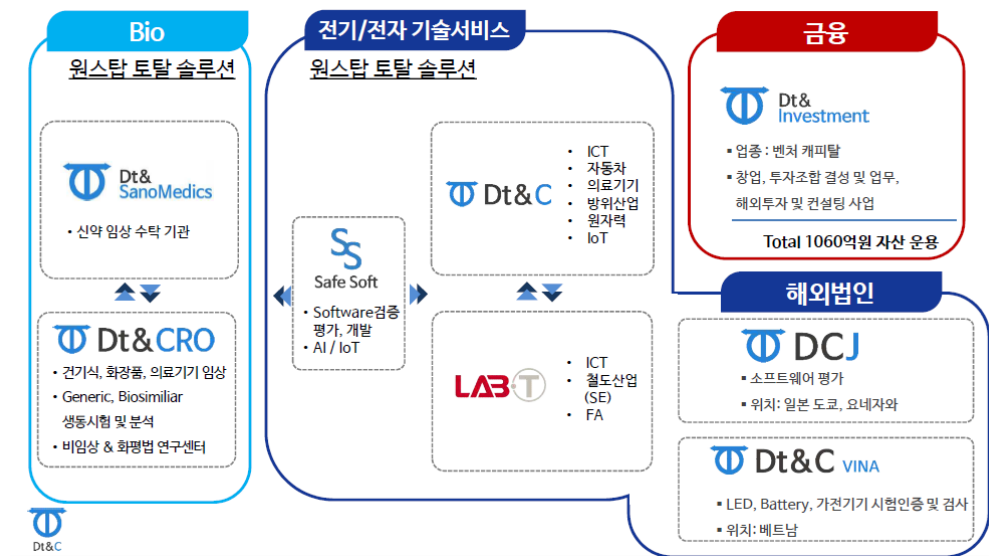 Bio
원스탑 토탈 솔루션
Dt&
SanoMedics
• 신약 임상 수탁 기관
Dt&CRO
• 건기식, 화장품, 의료기기 임상
• Generic, Biosimiliar
생동시험 및 분석
• 비임상 & 화평법 연구센터
전기/전자 기술서비스
원스탑 토탈 솔루션
SS
Safe Soft
• Software검증
평가, 개발
• AI / IoT
Dt&C
• ICT
• 자동차
• 의료기기
• 방위산업
• 원자력
• IoT
LAB·T
• ICT
• 철도산업
(SE)
• FA
금융
Dt&
Investment
▪ 업종 : 벤처 캐피탈
▪ 창업, 투자조합 결성 및 업무,
해외투자 및 컨설팅 사업
Total 1060억원 자산 운용
해외법인
DCJ
▪ 소프트웨어 평가
▪ 위치: 일본 도쿄, 요네자와
Dt&C VINA
▪ LED, Battery, 가전기기 시험인증 및 검사
▪ 위치: 베트남
Dt&C